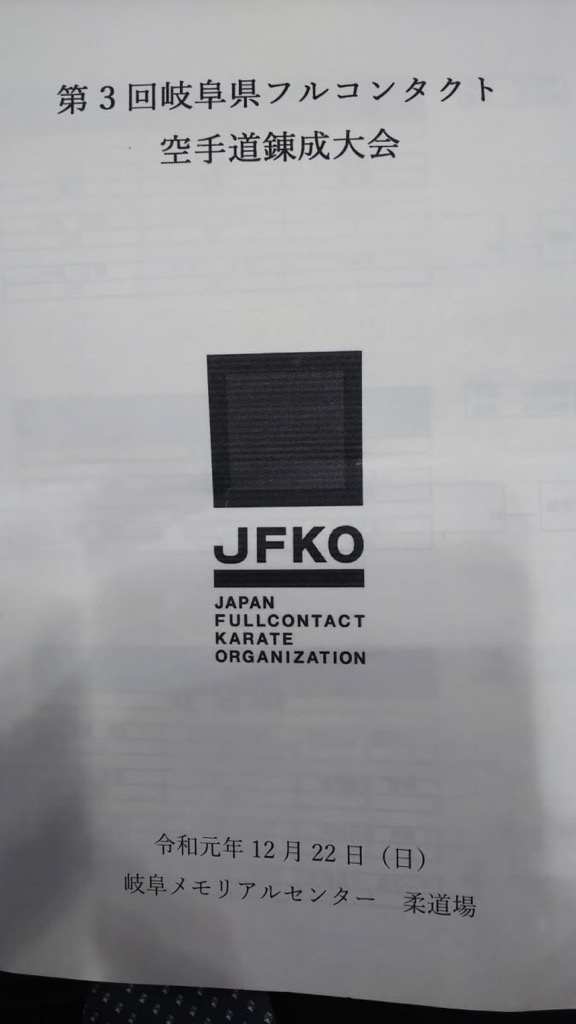 第3回岐阜県フルコンタクト
空手道錬成大会
JFKO
JAPAN
FULLCONTACT
KARATE
ORGANIZATION
令和元年12月22日（日）
岐阜メモリアルセンター　柔道場